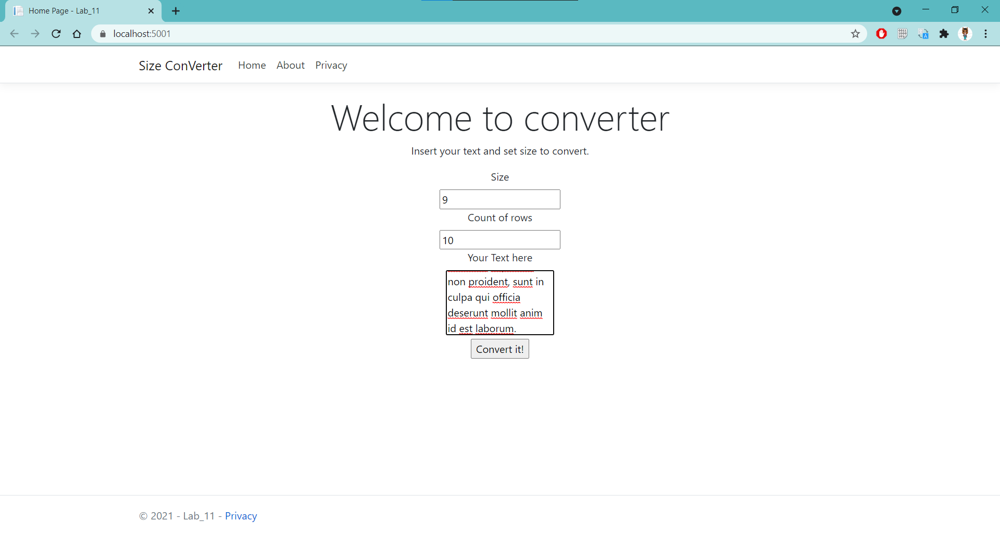 Home Page - Lab_11
localhost:5001
Size ConVerter Home About Privacy
Welcome to converter
Insert your text and set size to convert.
Size
9
Count of rows
10
Your Text here
non proident, sunt in
culpa qui officia
deserunt mollit anim
id est laborum.
Convert it!
© 2021 - Lab_11 - Privacy